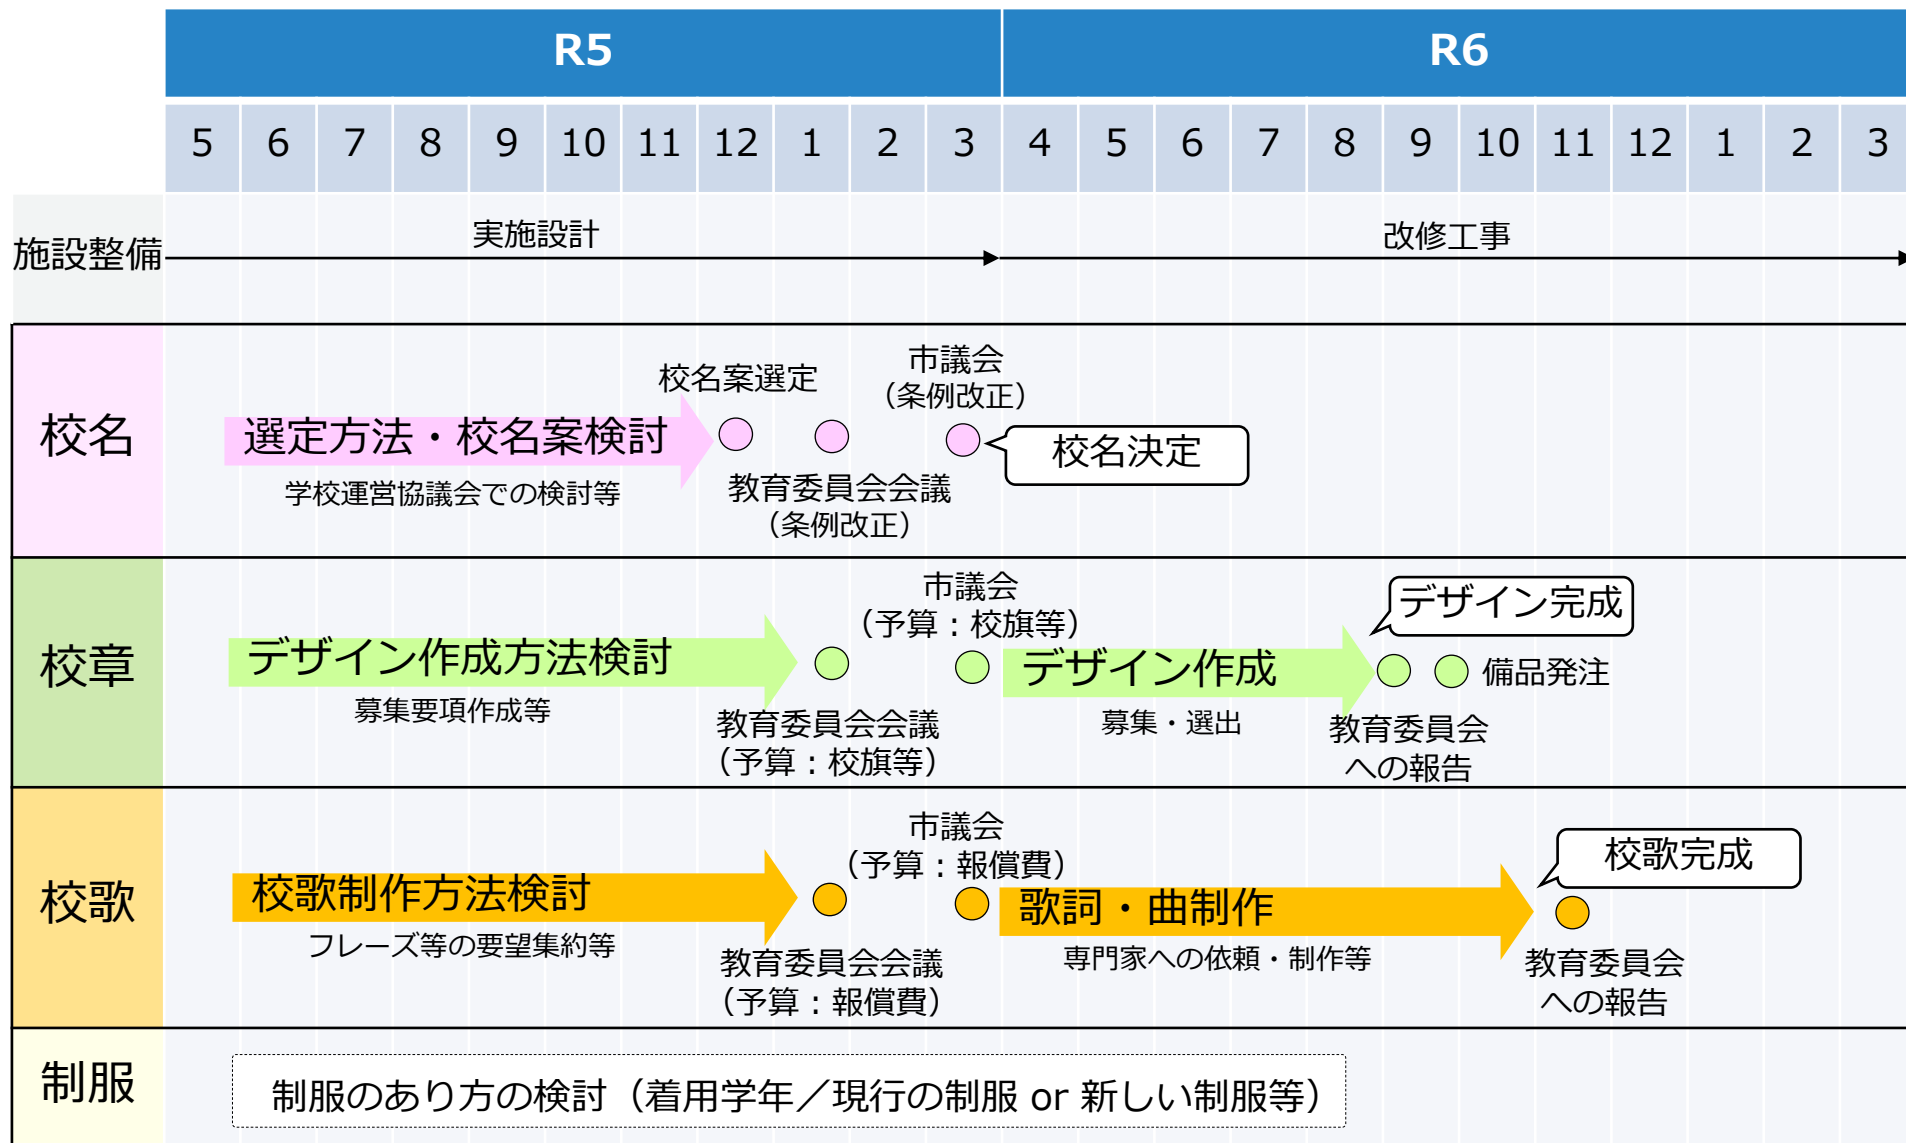 R5 R6
5 6 7 8 9 10 11 12 1 2 3 4 5 6 7 8 9 10 11 12 1 2 3
施設整備
実施設計
改修工事
校名
選定方法・校名案検討
学校運営協議会での検討等
校名案選定
教育委員会会議
（条例改正）
市議会
（条例改正）
校名決定
校章
デザイン作成方法検討
募集要項作成等
教育委員会会議
（予算：校旗等）
市議会
（予算：校旗等）
デザイン作成
募集・選出
デザイン完成
教育委員会
への報告
備品発注
校歌
校歌制作方法検討
フレーズ等の要望集約等
教育委員会会議
（予算：報償費）
市議会
（予算：報償費）
歌詞・曲制作
専門家への依頼・制作等
校歌完成
教育委員会
への報告
制服
制服のあり方の検討（着用学年／現行の制服 or 新しい制服等）